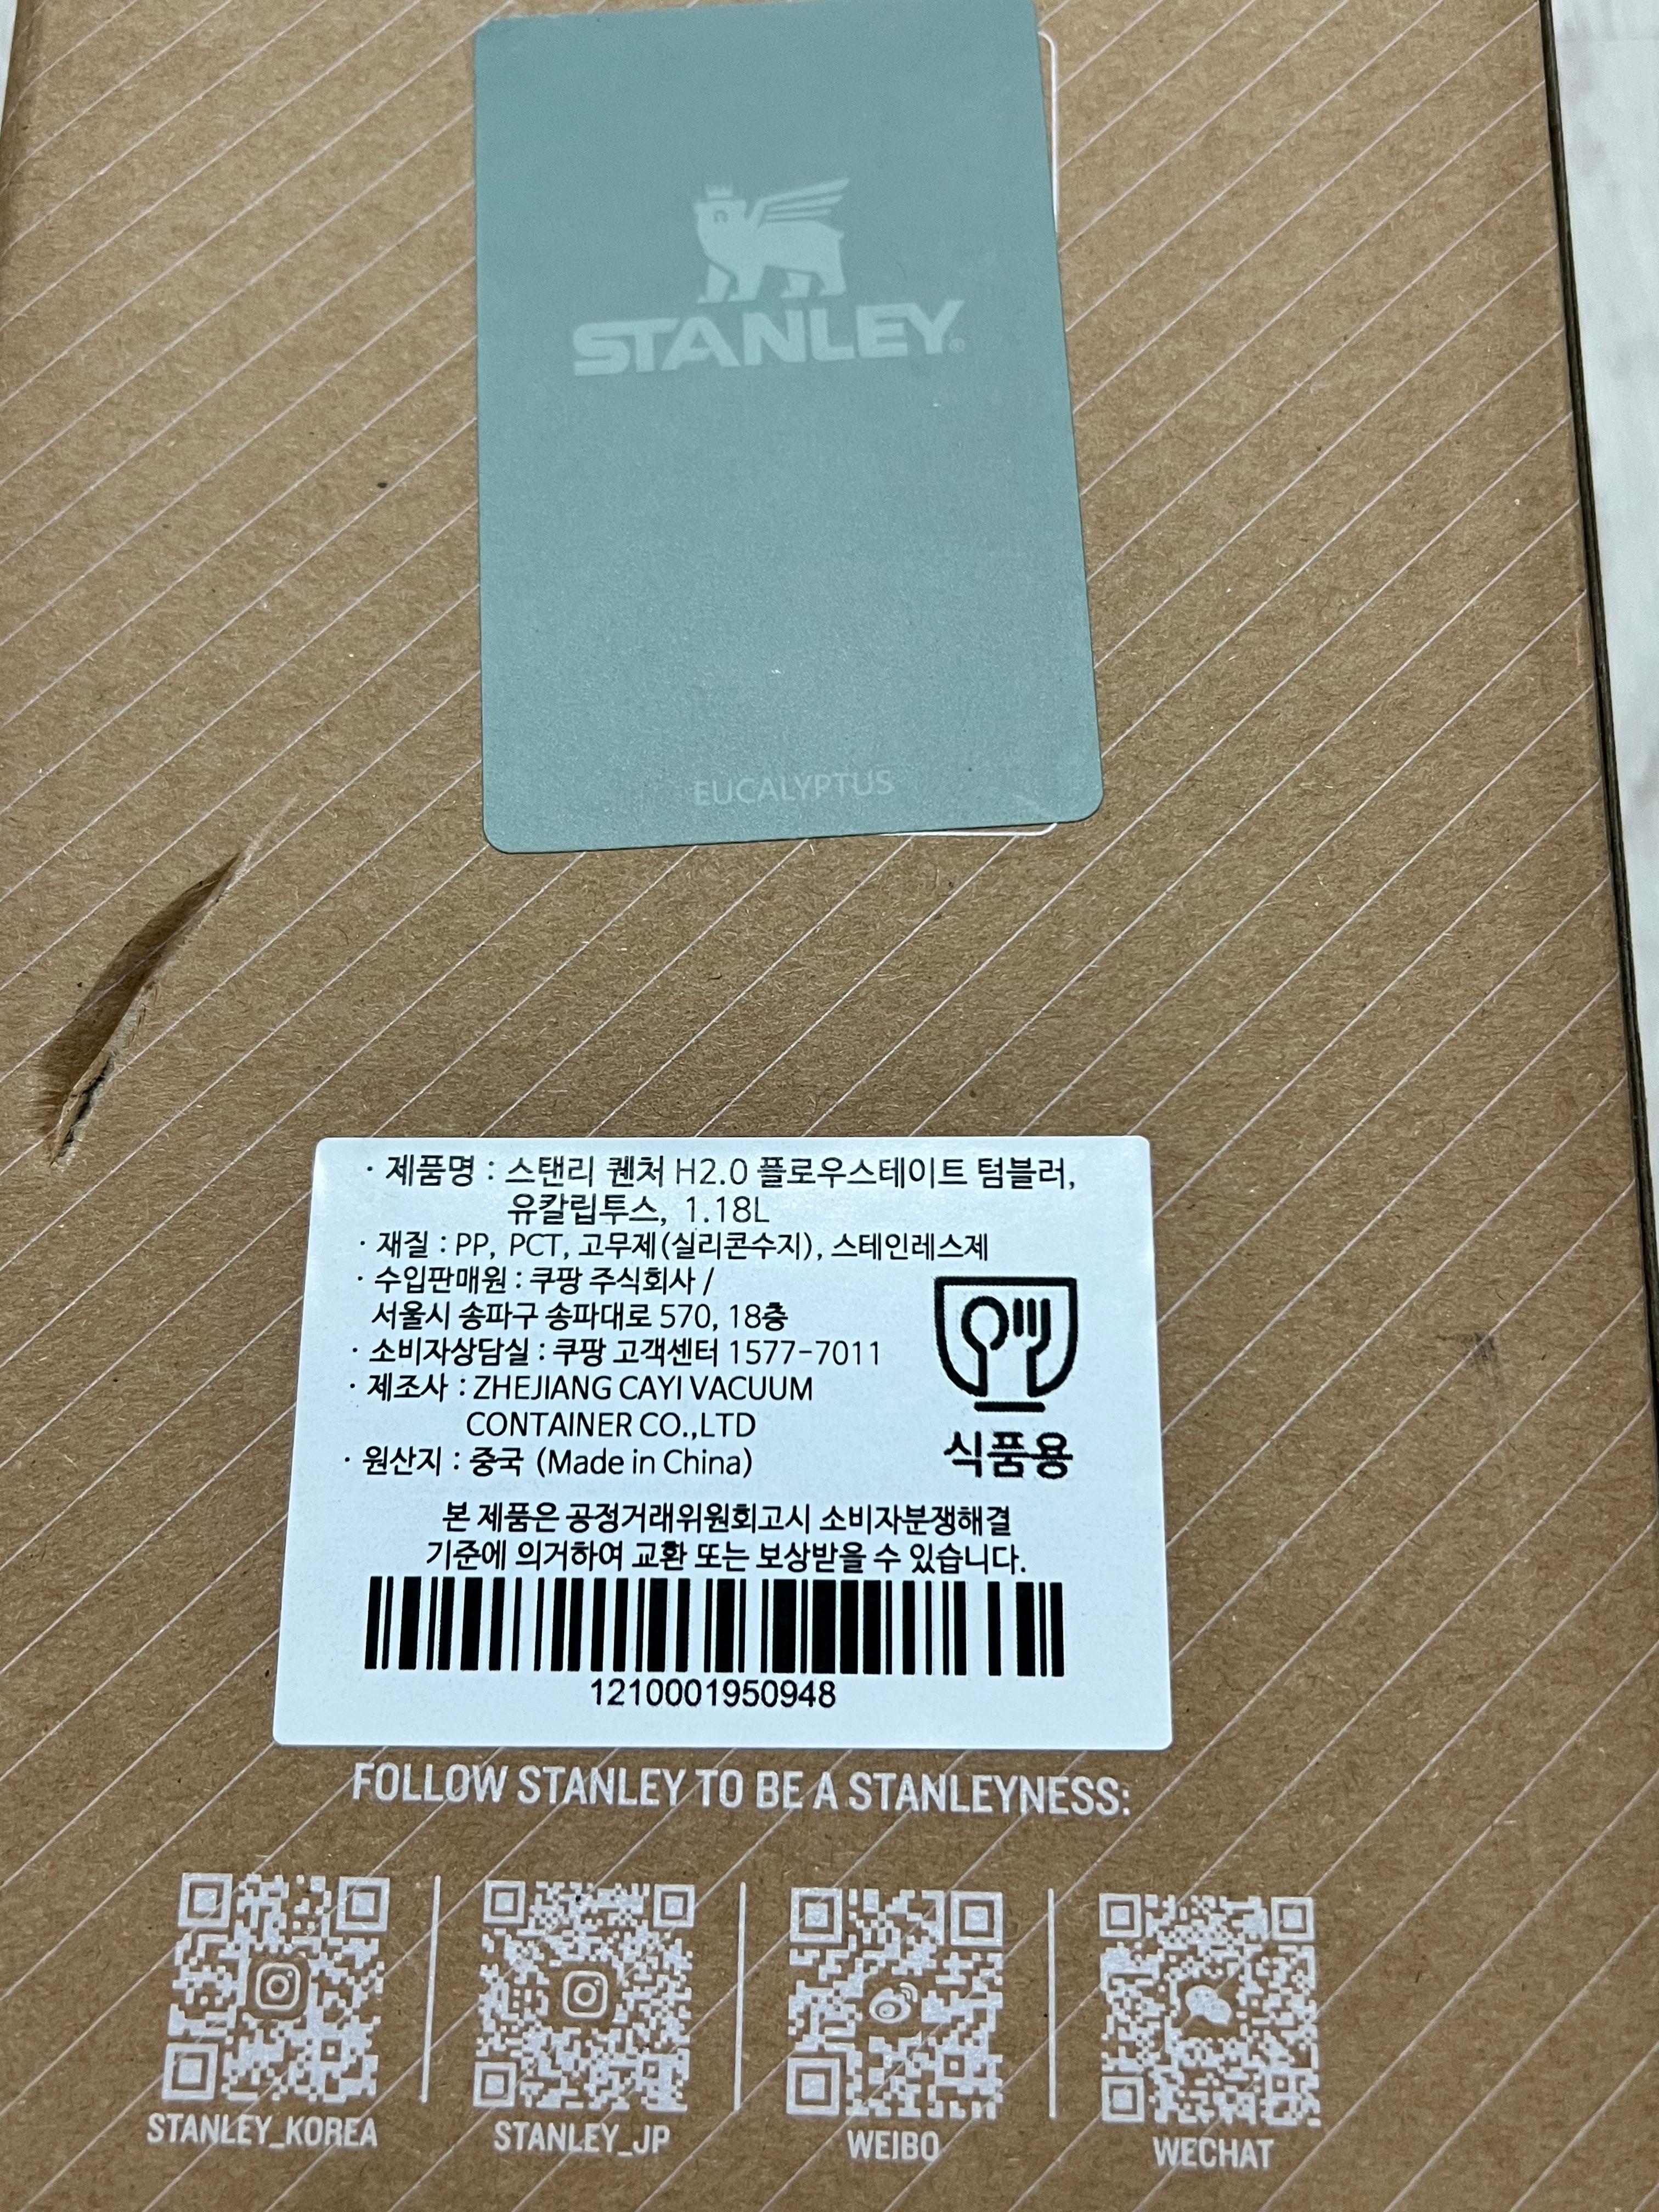 STANLEY®
EUCALYPTUS
· 제품명 : 스탠리 퀜처 H2.0 플로우스테이트 텀블러,
유칼립투스, 1.18L
· 재질 : PP, PCT, 고무제(실리콘수지), 스테인레스제
· 수입판매원 : 쿠팡 주식회사 /
서울시 송파구 송파대로 570, 18층
· 소비자상담실 : 쿠팡 고객센터 1577-7011
· 제조사 : ZHEJIANG CAYI VACUUM
CONTAINER CO.,LTD
· 원산지 : 중국 (Made in China)
식품용
본 제품은 공정거래위원회고시 소비자분쟁해결
기준에 의거하여 교환 또는 보상받을 수 있습니다.
1210001950948
FOLLOW STANLEY TO BE A STANLEYNESS:
STANLEY_KOREA
STANLEY_JP
WEIBO
WECHAT